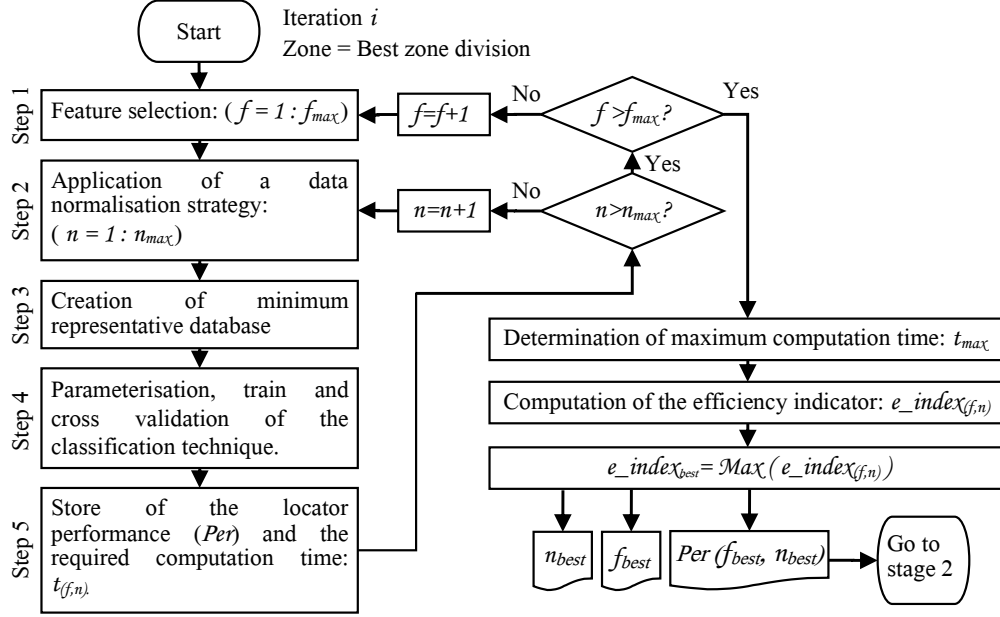 Start
Iteration i
Zone = Best zone division
Step 1
Feature selection: ( f = 1 : fmax)
f=f+1
No
f >fmax?
Yes
Step 2
Application of a data
normalisation strategy:
( n = 1 : nmax)
n=n+1
No
n>nmax?
Yes
Step 3
Creation of minimum
representative database
Step 4
Parameterisation, train and
cross validation of the
classification technique.
Step 5
Store of the locator
performance (Per) and the
required computation time:
t(f,n).
Determination of maximum computation time: tmax
Computation of the efficiency indicator: e_index(f,n)
e_indexbest = Max ( e_index(f,n) )
nbest
fbest
Per (fbest, nbest)
Go to
stage 2